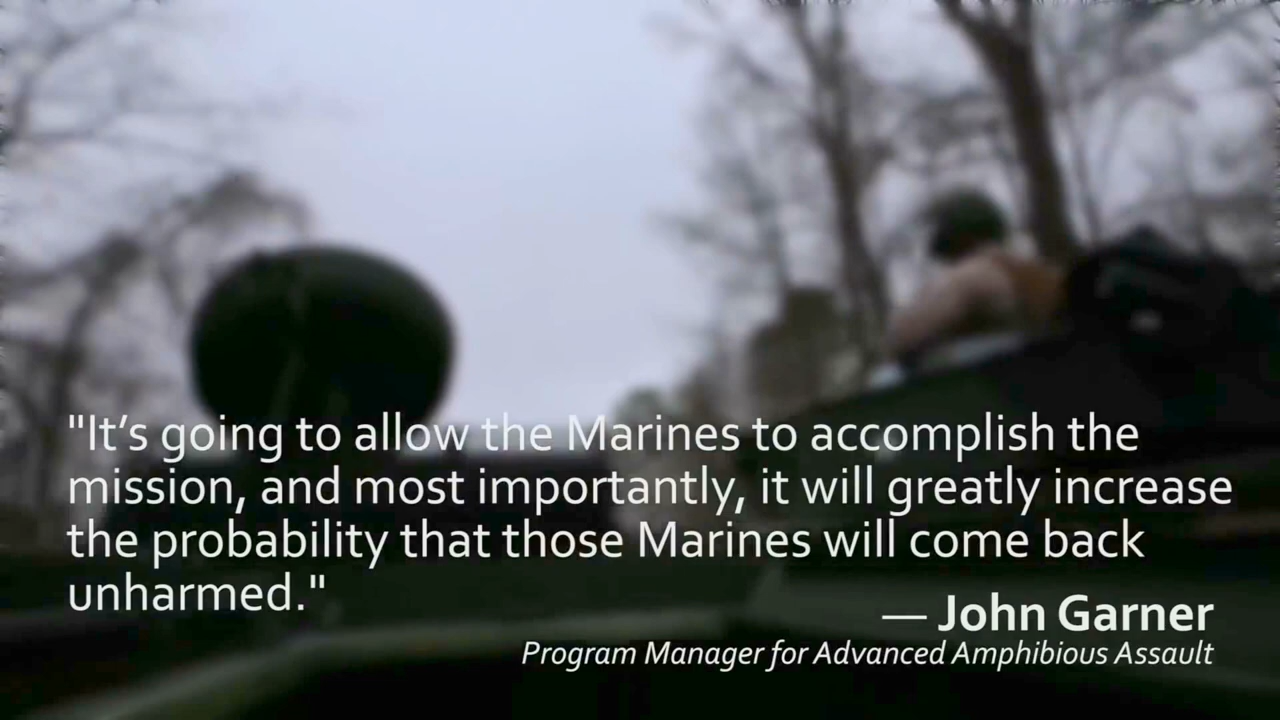 "It’s going to allow the Marines to accomplish the
mission, and most importantly, it will greatly increase
the probability that those Marines will come back
unharmed."
— John Garner
Program Manager for Advanced Amphibious Assault